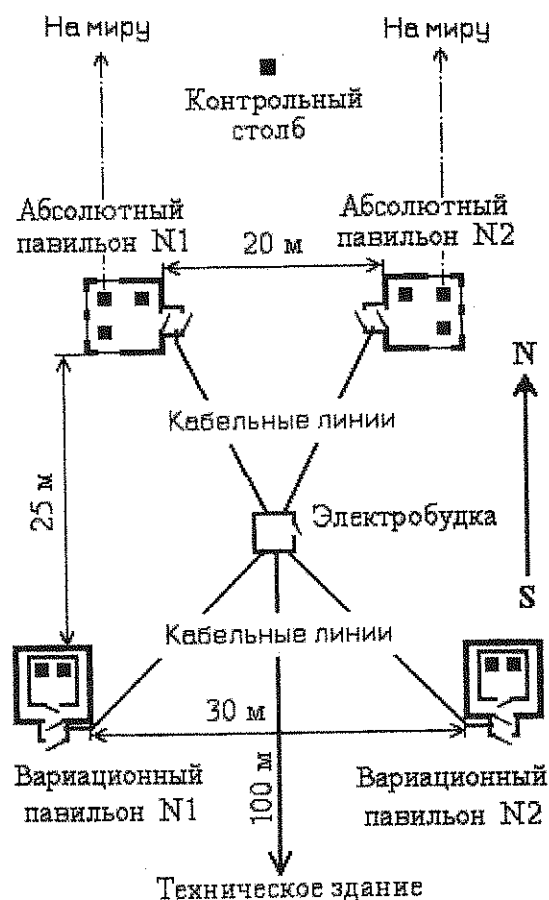 На миру
На миру
Контрольный
столб
Абсолютный
павильон N1
Абсолютный
павильон N2
20 м
N
Кабельные линии
25 м
Электробудка
S
Кабельные линии
30 м
100 м
Вариационный
павильон N1
Вариационный
павильон N2
Техническое здание